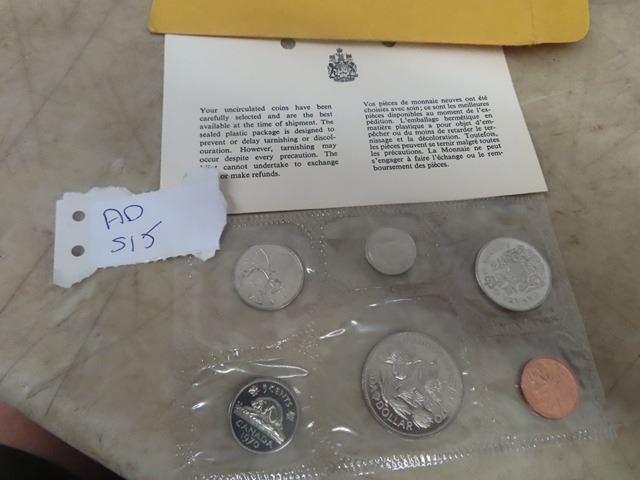 Your uncirculated coins have been
carefully selected and are the best
available at the time of shipment. The
sealed plastic package is designed to
prevent or delay tarnishing or discol-
ouration. However, tarnishing may
occur despite every precaution. The
cannot undertake to exchange
or make refunds.
Vos pièces de monnaie neuves ont été
choisies avec soin; ce sont les meilleures
pièces disponibles au moment de l'ex-
pédition. L'emballage hermétique en
matière plastique a pour objet d'em-
pêcher ou du moins de retarder le ter-
nissage et la décoloration. Toutefois,
les pièces peuvent se ternir malgré toutes
les précautions. La Monnaie ne peut
s'engager à faire l'échange ou le rem-
boursement des pièces.
AD
515
5 CENTS
CANADA
1970
DOLLAR